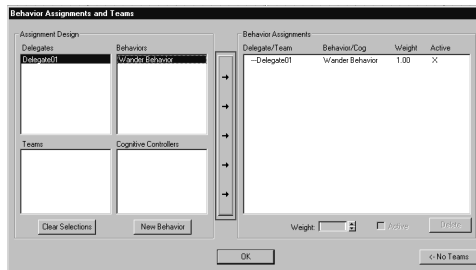 Behavior Assignments and Teams
Assignment Design
Delegates
Behaviors
Delegate01
Wander Behavior
Teams
Cognitive Controllers
Clear Selections
New Behavior
Behavior Assignments
Delegate/Team Behavior/Cog Weight Active
Delegate01 Wander Behavior 1.00 X
Weight:
Active
Delete
OK
<- No Teams